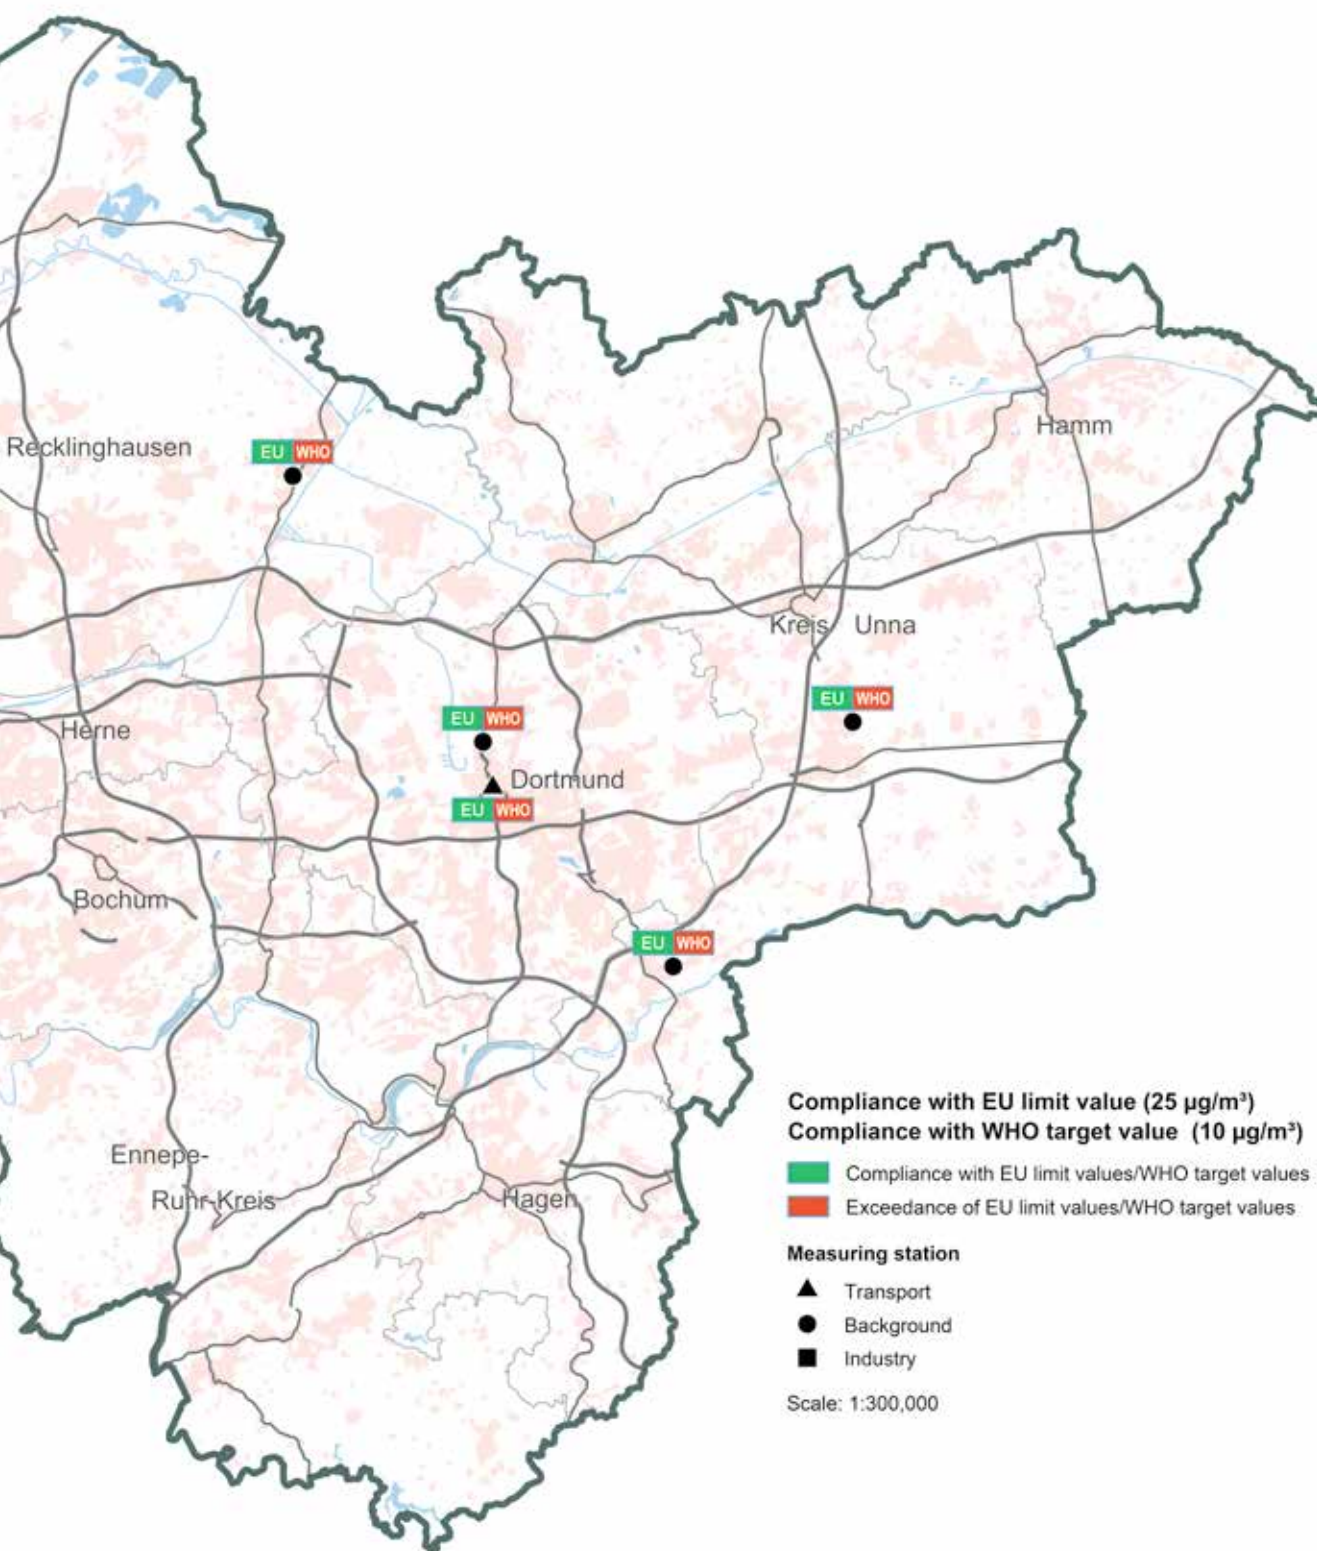 Hamm
Recklinghausen
EU WHO
Kreis Unna
EU WHO
EU WHO
Herne
Dortmund
EU WHO
Bochum
EU WHO
Compliance with EU limit value (25 µg/m³)
Compliance with WHO target value (10 µg/m³)
Compliance with EU limit values/WHO target values
Exceedance of EU limit values/WHO target values
Ennepe-
Ruhr-Kreis
Hagen
Measuring station
Transport
Background
Industry
Scale: 1:300,000